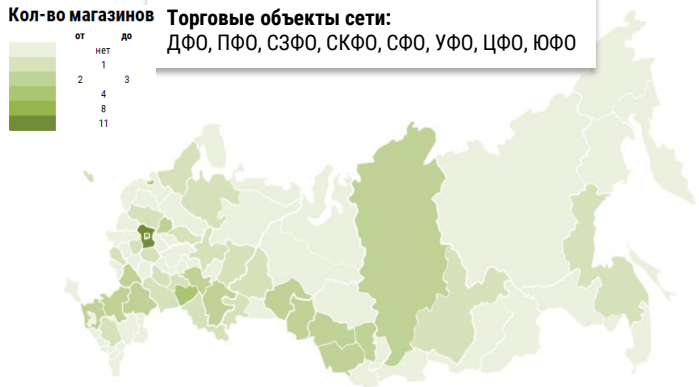 Кол-во магазинов
от до
нет
1
2 3
4
8
11
Торговые объекты сети:
ДФО, ПФО, СЗФО, СКФО, СФО, УФО, ЦФО, ЮФО